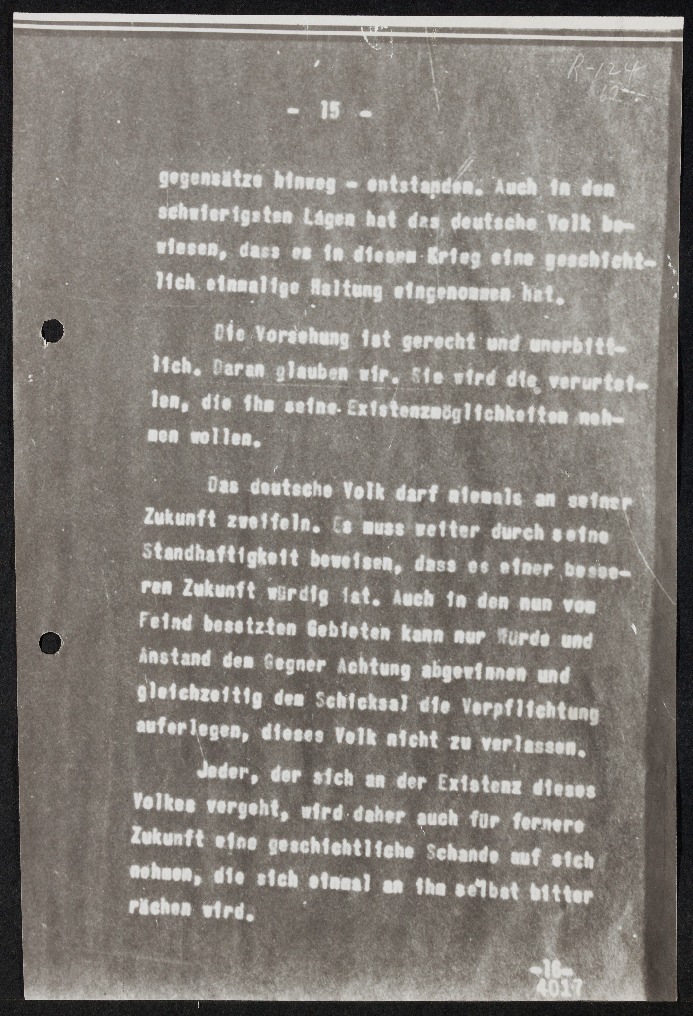 R-124
- 15 -
gegensätze hinweg - entstanden. Auch in den
schwierigsten Lagen hat das deutsche Volk be-
wiesen, dass es in diesem Krieg eine geschicht-
lich einmalige Haltung eingenommen hat.
Die Vorsehung ist gerecht und unerbitt-
lich. Daran glauben wir. Sie wird die verurtei-
len, die ihm seine Existenzmöglichkeiten neh-
men wollen.
Das deutsche Volk darf niemals an seiner
Zukunft zweifeln. Es muss weiter durch seine
Standhaftigkeit beweisen, dass es einer besse-
ren Zukunft würdig ist. Auch in den nun vom
Feind besetzten Gebieten kann nur Würde und
Anstand dem Gegner Achtung abgewinnen und
gleichzeitig dem Schicksal die Verpflichtung
auferlegen, dieses Volk nicht zu verlassen.
Jeder, der sich an der Existenz dieses
Volkes vergeht, wird daher auch für fernere
Zukunft eine geschichtliche Schande auf sich
nehmen, die sich einmal an ihm selbst bitter
rächen wird.
-16-
4017